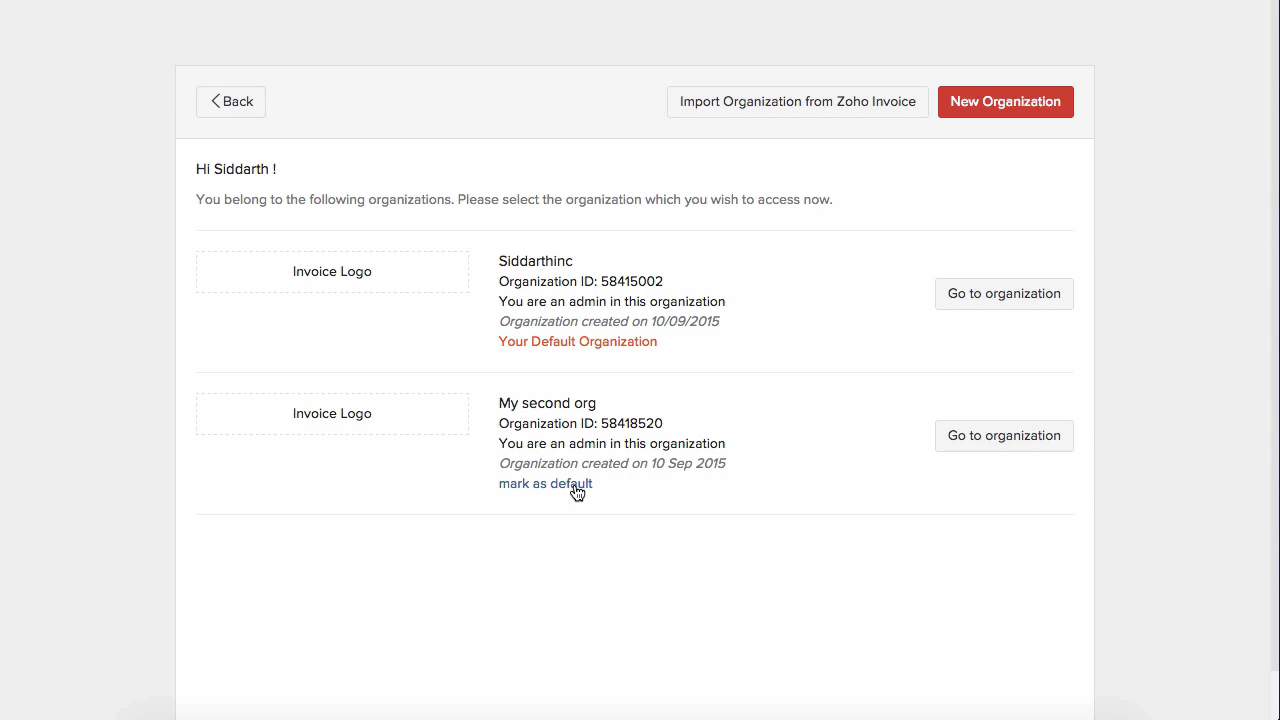 Back
Import Organization from Zoho Invoice
New Organization
Hi Siddarth !
You belong to the following organizations. Please select the organization which you wish to access now.
Invoice Logo
Siddarthinc
Organization ID: 58415002
You are an admin in this organization
Organization created on 10/09/2015
Your Default Organization
Go to organization
Invoice Logo
My second org
Organization ID: 58418520
You are an admin in this organization
Organization created on 10 Sep 2015
mark as default
Go to organization